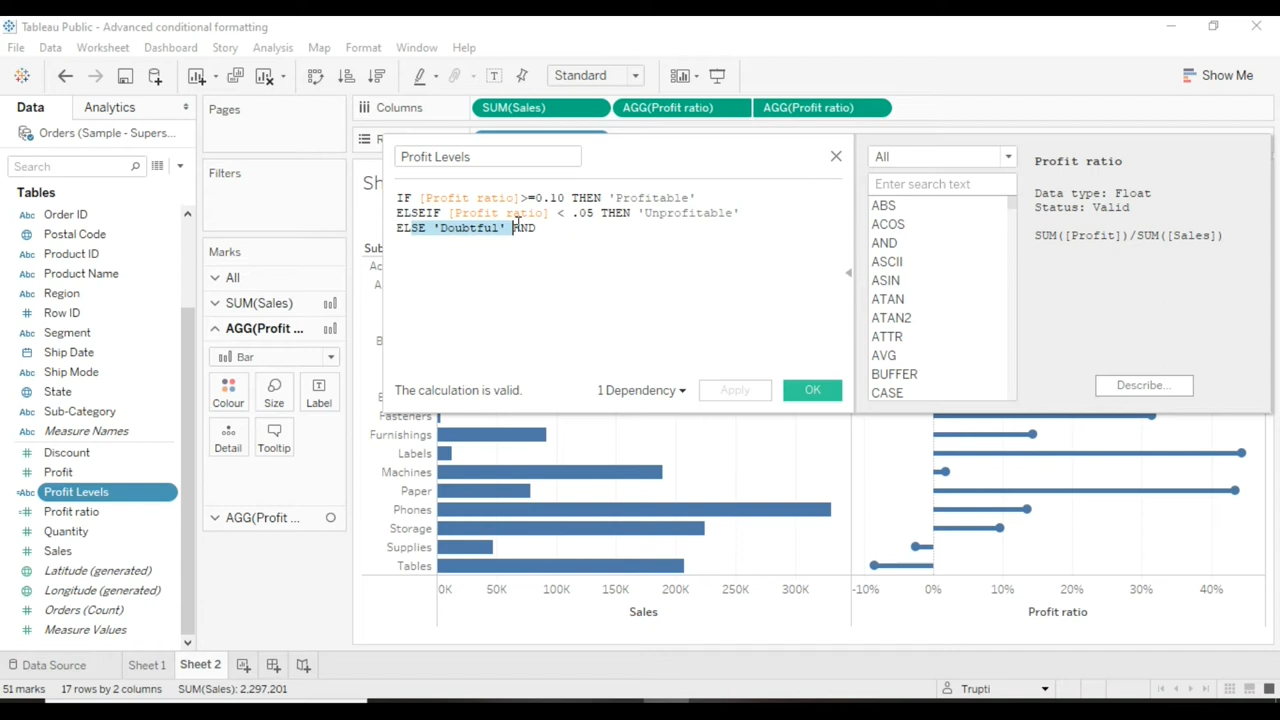 Tableau Public - Advanced conditional formatting
File Data Worksheet Dashboard Story Analysis Map Format Window Help
Standard
Show Me
Data Analytics
Orders (Sample - Supers...
Search
Tables
Order ID
Postal Code
Product ID
Product Name
Region
Row ID
Segment
Ship Date
Ship Mode
State
Sub-Category
Measure Names
Discount
Profit
Profit Levels
Profit ratio
Quantity
Sales
Latitude (generated)
Longitude (generated)
Orders (Count)
Measure Values
Pages
Filters
Marks
All
SUM(Sales)
AGG(Profit ...
Bar
Colour Size Label
Detail Tooltip
AGG(Profit ...
Columns SUM(Sales) AGG(Profit ratio) AGG(Profit ratio)
Profit Levels
IF [Profit ratio]>=0.10 THEN 'Profitable'
ELSEIF [Profit ratio] < .05 THEN 'Unprofitable'
ELSE 'Doubtful' AND
The calculation is valid. 1 Dependency Apply OK
All
Enter search text
ABS
ACOS
AND
ASCII
ASIN
ATAN
ATAN2
ATTR
AVG
BUFFER
CASE
Profit ratio
Data type: Float
Status: Valid
SUM([Profit])/SUM([Sales])
Describe...
Sub
Fasteners
Furnishings
Labels
Machines
Paper
Phones
Storage
Supplies
Tables
0K 50K 100K 150K 200K 250K 300K
Sales
-10% 0% 10% 20% 30% 40%
Profit ratio
Data Source Sheet 1 Sheet 2
51 marks 17 rows by 2 columns SUM(Sales): 2,297,201
Trupti